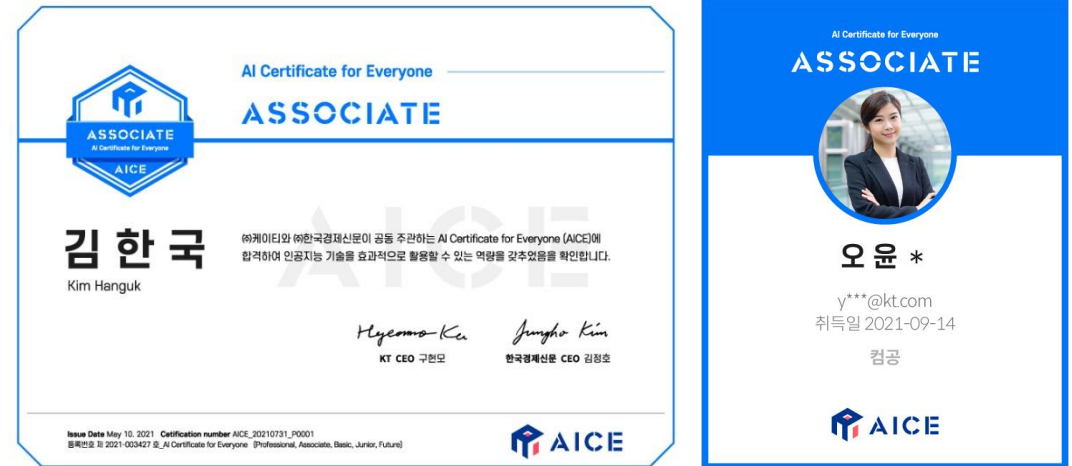 AI Certificate for Everyone
ASSOCIATE
ASSOCIATE
AI Certificate for Everyone
AICE
김한국
Kim Hanguk
AICE
㈜케이티와 ㈜한국경제신문이 공동 주관하는 AI Certificate for Everyone (AICE)에
합격하여 인공지능 기술을 효과적으로 활용할 수 있는 역량을 갖추었음을 확인합니다.
Hyeonmo Ku
Jungho Kim
KT CEO 구현모
한국경제신문 CEO 김정호
Issue Date May 10. 2021 Cetification number AICE_20210731_P0001
등록번호 제 2021-003427 호_AI Certificate for Everyone (Professional, Associate, Basic, Junior, Future)
AICE
AI Certificate for Everyone
ASSOCIATE
오윤 *
y***@kt.com
취득일 2021-09-14
컴공
AICE